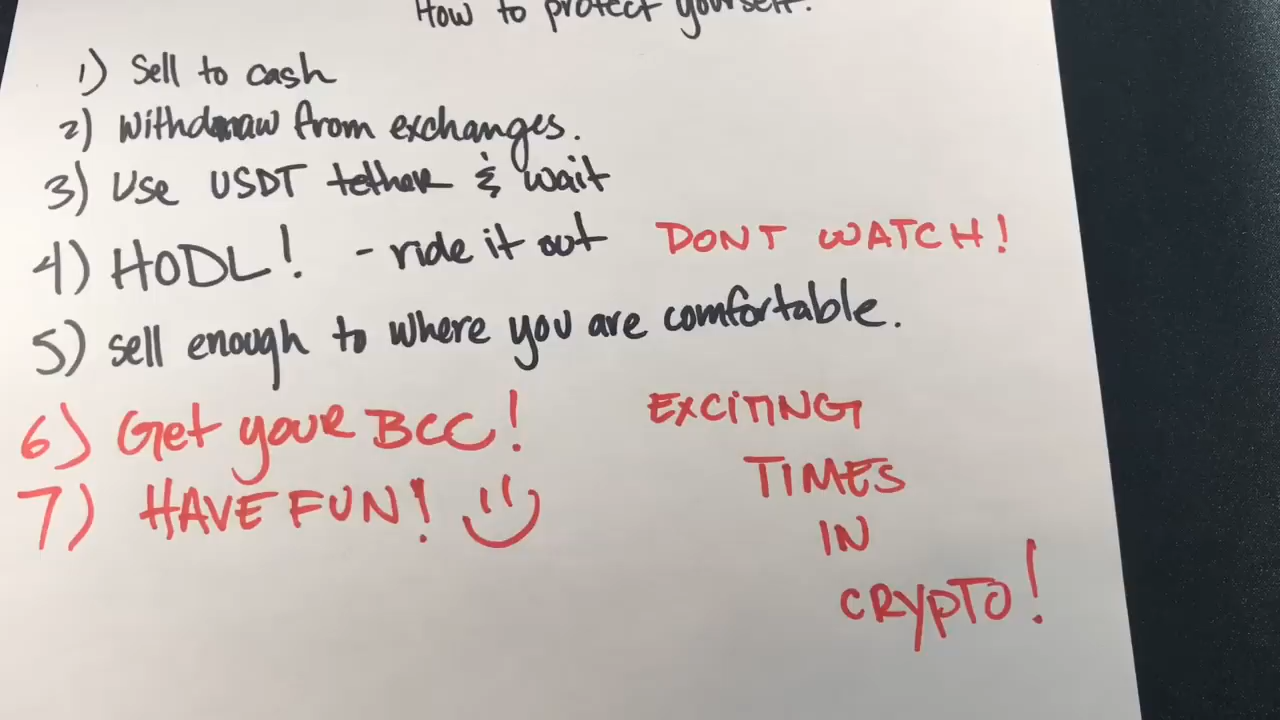 How to protect yourself.
1) Sell to cash
2) Withdraw from exchanges.
3) Use USDT tether & wait
4) HODL! - ride it out DONT WATCH!
5) sell enough to where you are comfortable.
6) Get your BCC! EXCITING
TIMES
7) HAVE FUN! IN
CRYPTO!